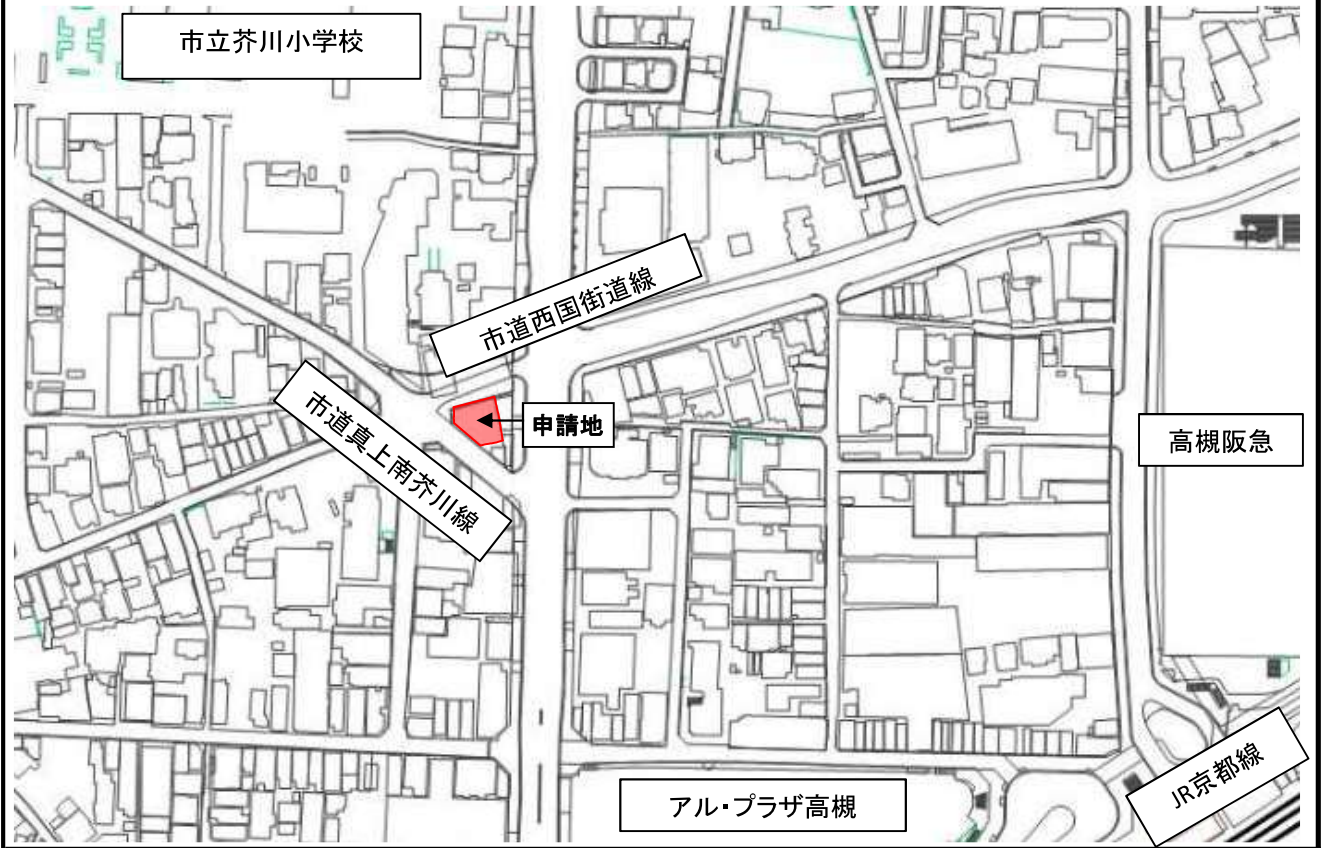 市立芥川小学校
市道西国街道線
申請地
市道真上南芥川線
高槻阪急
アル・プラザ高槻
JR京都線